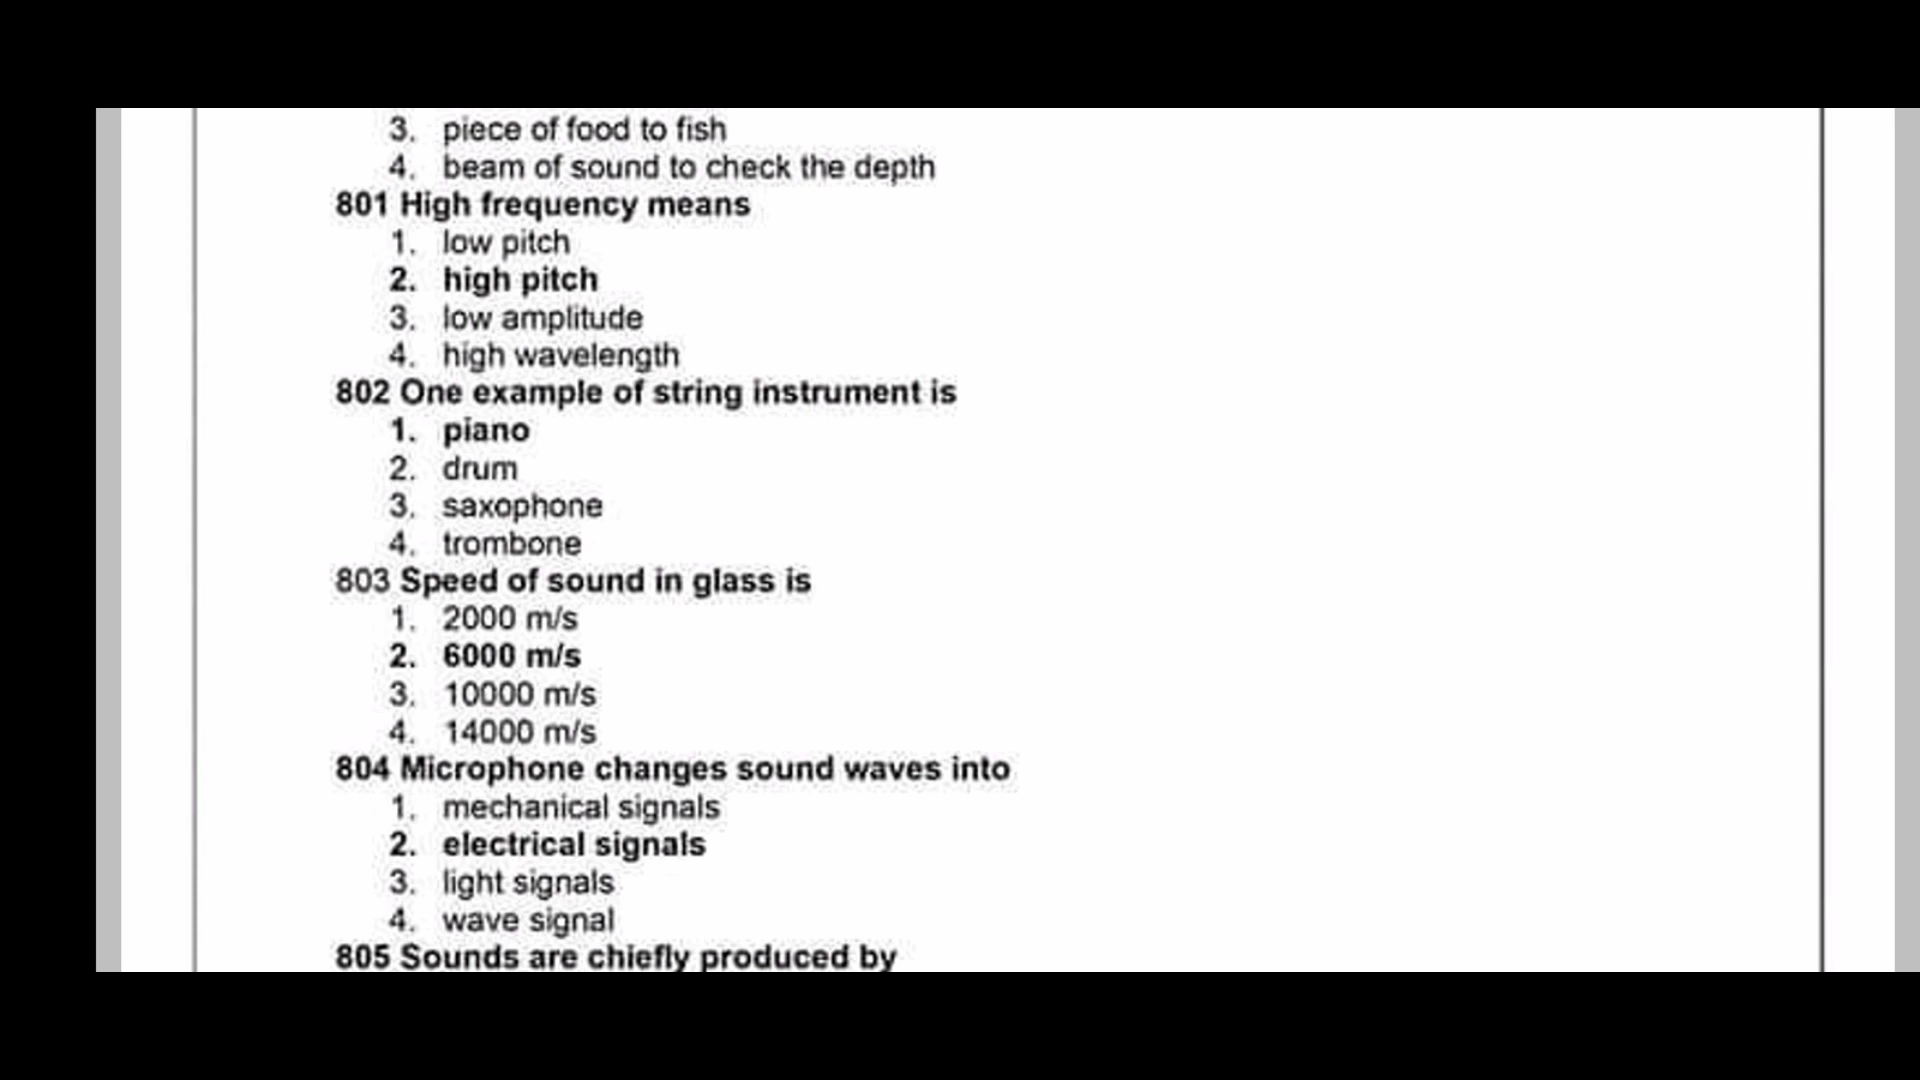 3. piece of food to fish
4. beam of sound to check the depth
801 High frequency means
1. low pitch
2. high pitch
3. low amplitude
4. high wavelength
802 One example of string instrument is
1. piano
2. drum
3. saxophone
4. trombone
803 Speed of sound in glass is
1. 2000 m/s
2. 6000 m/s
3. 10000 m/s
4. 14000 m/s
804 Microphone changes sound waves into
1. mechanical signals
2. electrical signals
3. light signals
4. wave signal
805 Sounds are chiefly produced by